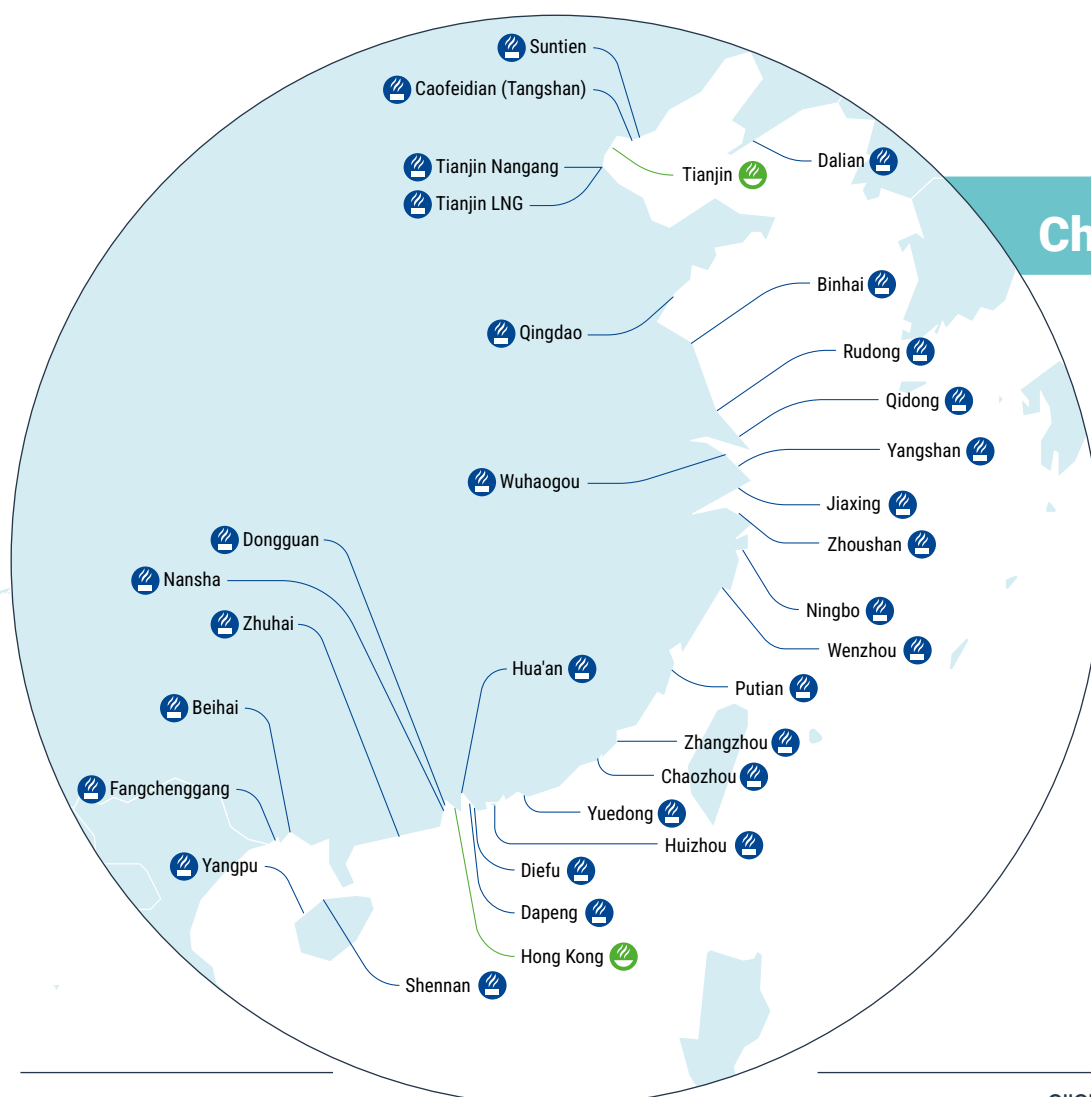 Suntien
Caofeidian (Tangshan)
Tianjin Nangang
Tianjin LNG
Tianjin
Dalian
Ch
Binhai
Qingdao
Rudong
Qidong
Yangshan
Wuhaogou
Jiaxing
Zhoushan
Dongguan
Nansha
Zhuhai
Ningbo
Wenzhou
Hua'an
Putian
Beihai
Zhangzhou
Chaozhou
Fangchenggang
Yuedong
Huizhou
Yangpu
Diefu
Dapeng
Hong Kong
Shennan